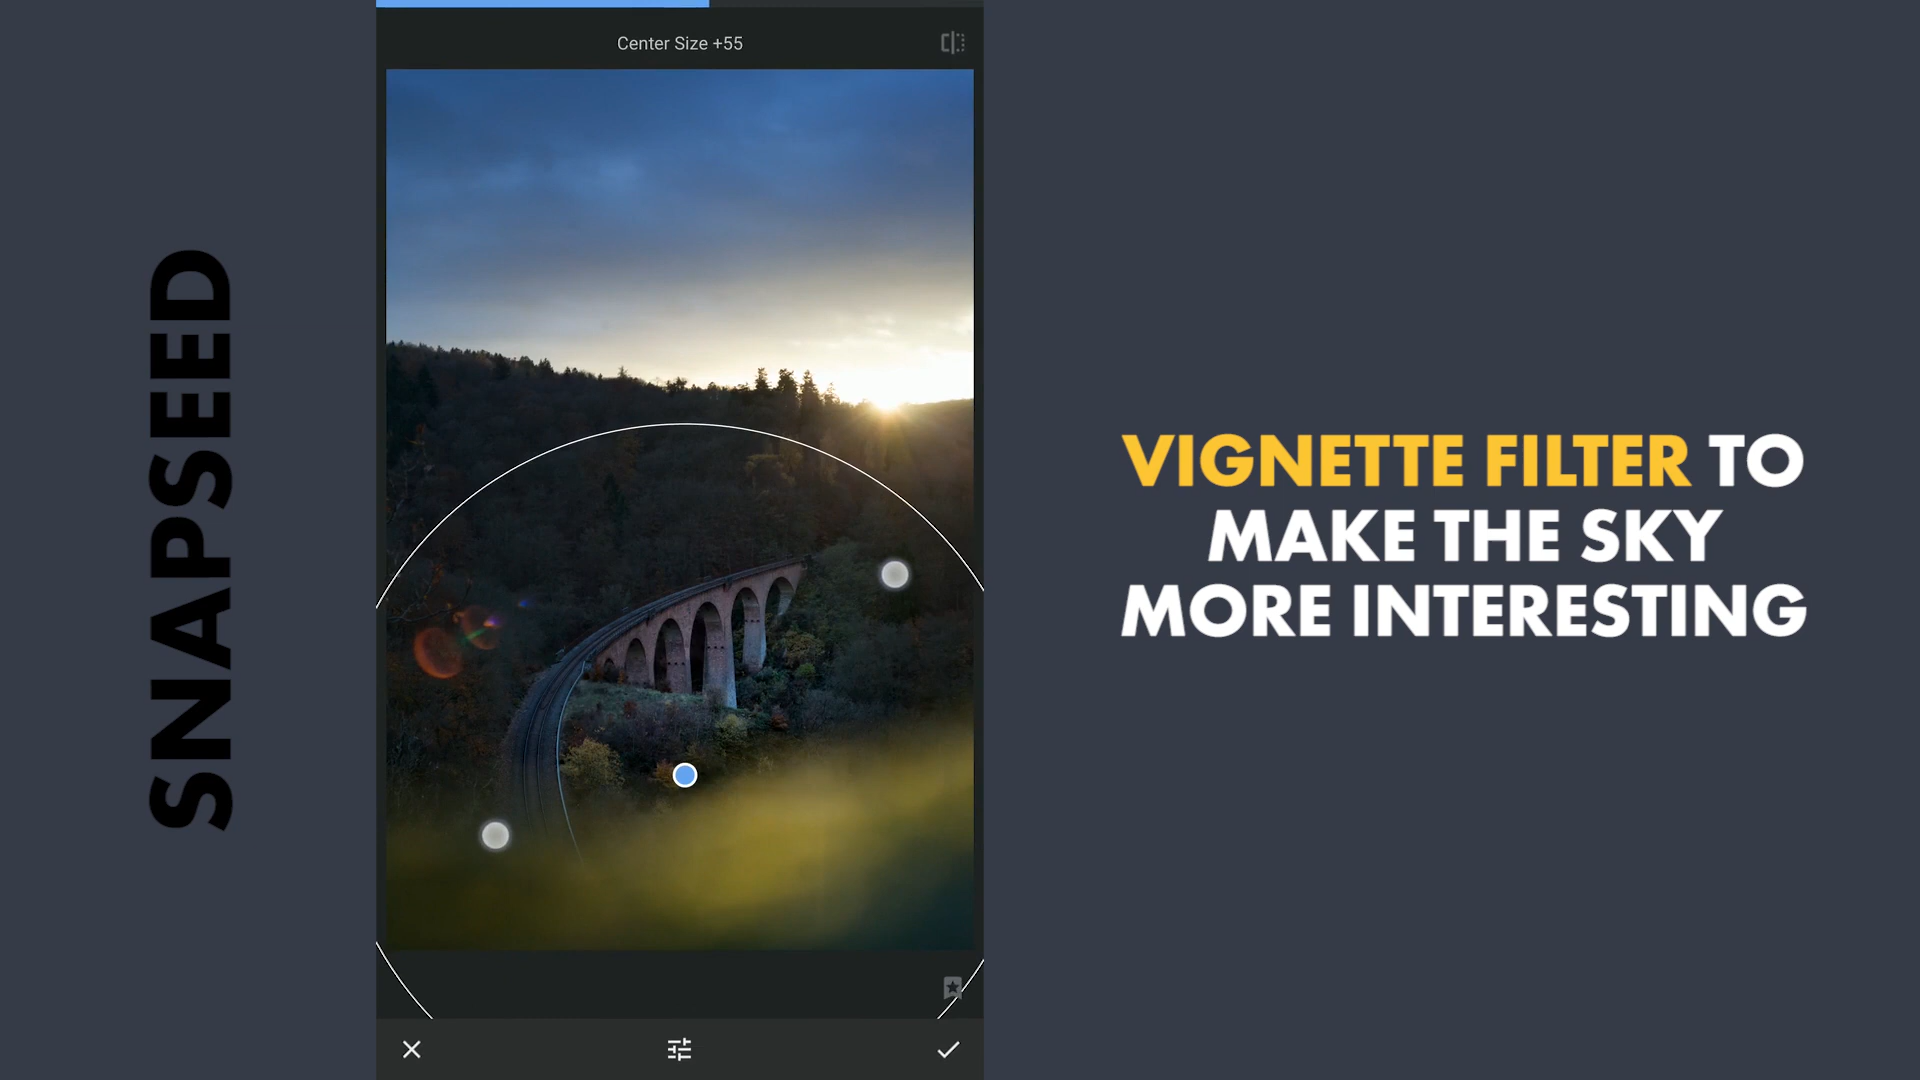 SNAPSEED
Center Size +55
VIGNETTE FILTER TO
MAKE THE SKY
MORE INTERESTING